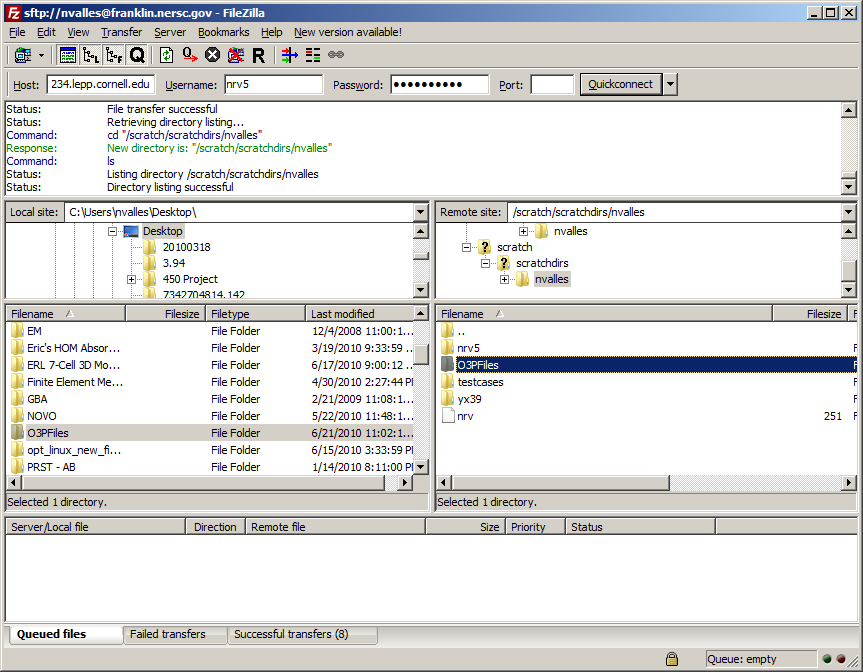 sftp://nvalles@franklin.nersc.gov - FileZilla
File Edit View Transfer Server Bookmarks Help New version available!
Host: 234.lepp.cornell.edu Username: nrv5 Password: ●●●●●●●●●● Port: Quickconnect
Status: File transfer successful
Status: Retrieving directory listing...
Command: cd "/scratch/scratchdirs/nvalles"
Response: New directory is: "/scratch/scratchdirs/nvalles"
Command: ls
Status: Listing directory /scratch/scratchdirs/nvalles
Status: Directory listing successful
Local site: C:\Users\nvalles\Desktop\
Desktop
20100318
3.94
450 Project
7342704814.142
Remote site: /scratch/scratchdirs/nvalles
nvalles
? scratch
? scratchdirs
nvalles
Filename Filesize Filetype Last modified
EM File Folder 12/4/2008 11:00:1...
Eric's HOM Absor... File Folder 3/19/2010 9:33:59 ...
ERL 7-Cell 3D Mo... File Folder 6/17/2010 9:00:12 ...
Finite Element Me... File Folder 4/30/2010 2:27:44 P
GBA File Folder 2/21/2009 11:08:1...
NOVO File Folder 5/22/2010 11:48:1...
O3PFiles File Folder 6/21/2010 11:02:1...
opt_linux_new_fi... File Folder 6/15/2010 3:33:59 P
PRST - AB File Folder 1/14/2010 8:11:00 P
Selected 1 directory.
Filename Filesize F
..
nrv5 F
O3PFiles F
testcases F
yx39 F
nrv 251 F
Selected 1 directory.
Server/Local file Direction Remote file Size Priority Status
Queued files Failed transfers Successful transfers (8)
Queue: empty